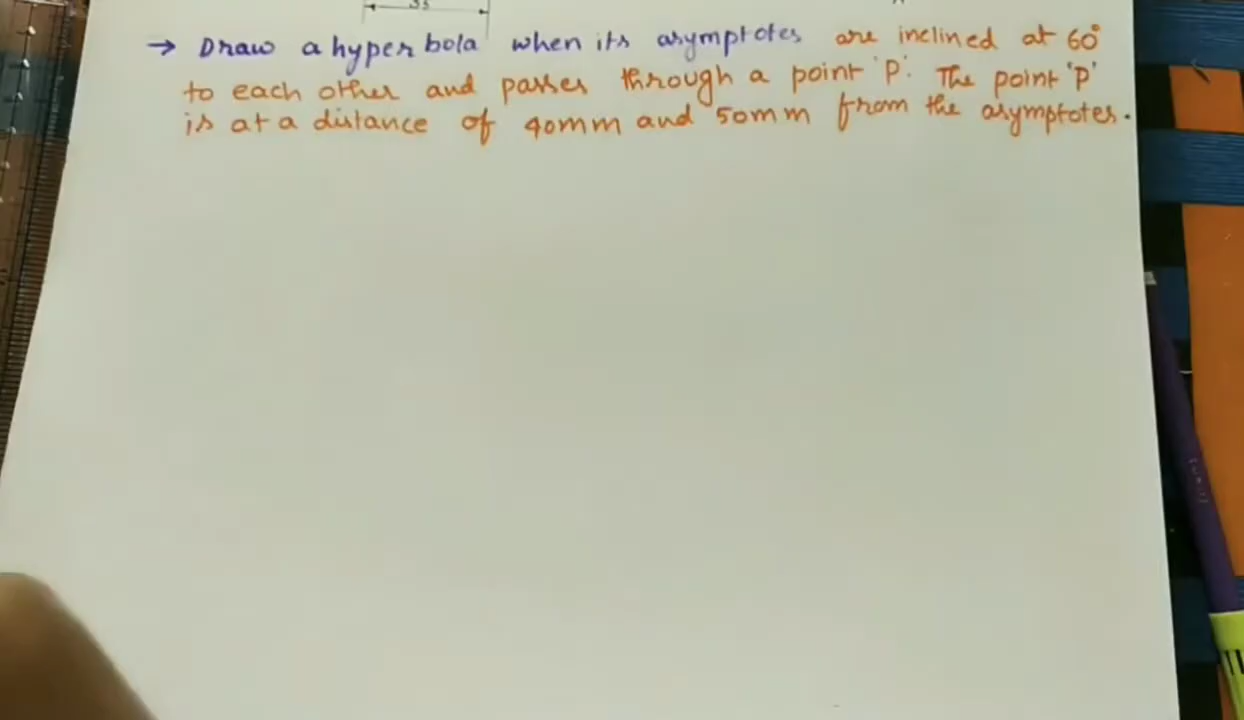 35
→ Draw a hyperbola when its asymptotes are inclined at 60°
to each other and passes through a point 'P'. The point 'P'
is at a distance of 40mm and 50mm from the asymptotes.